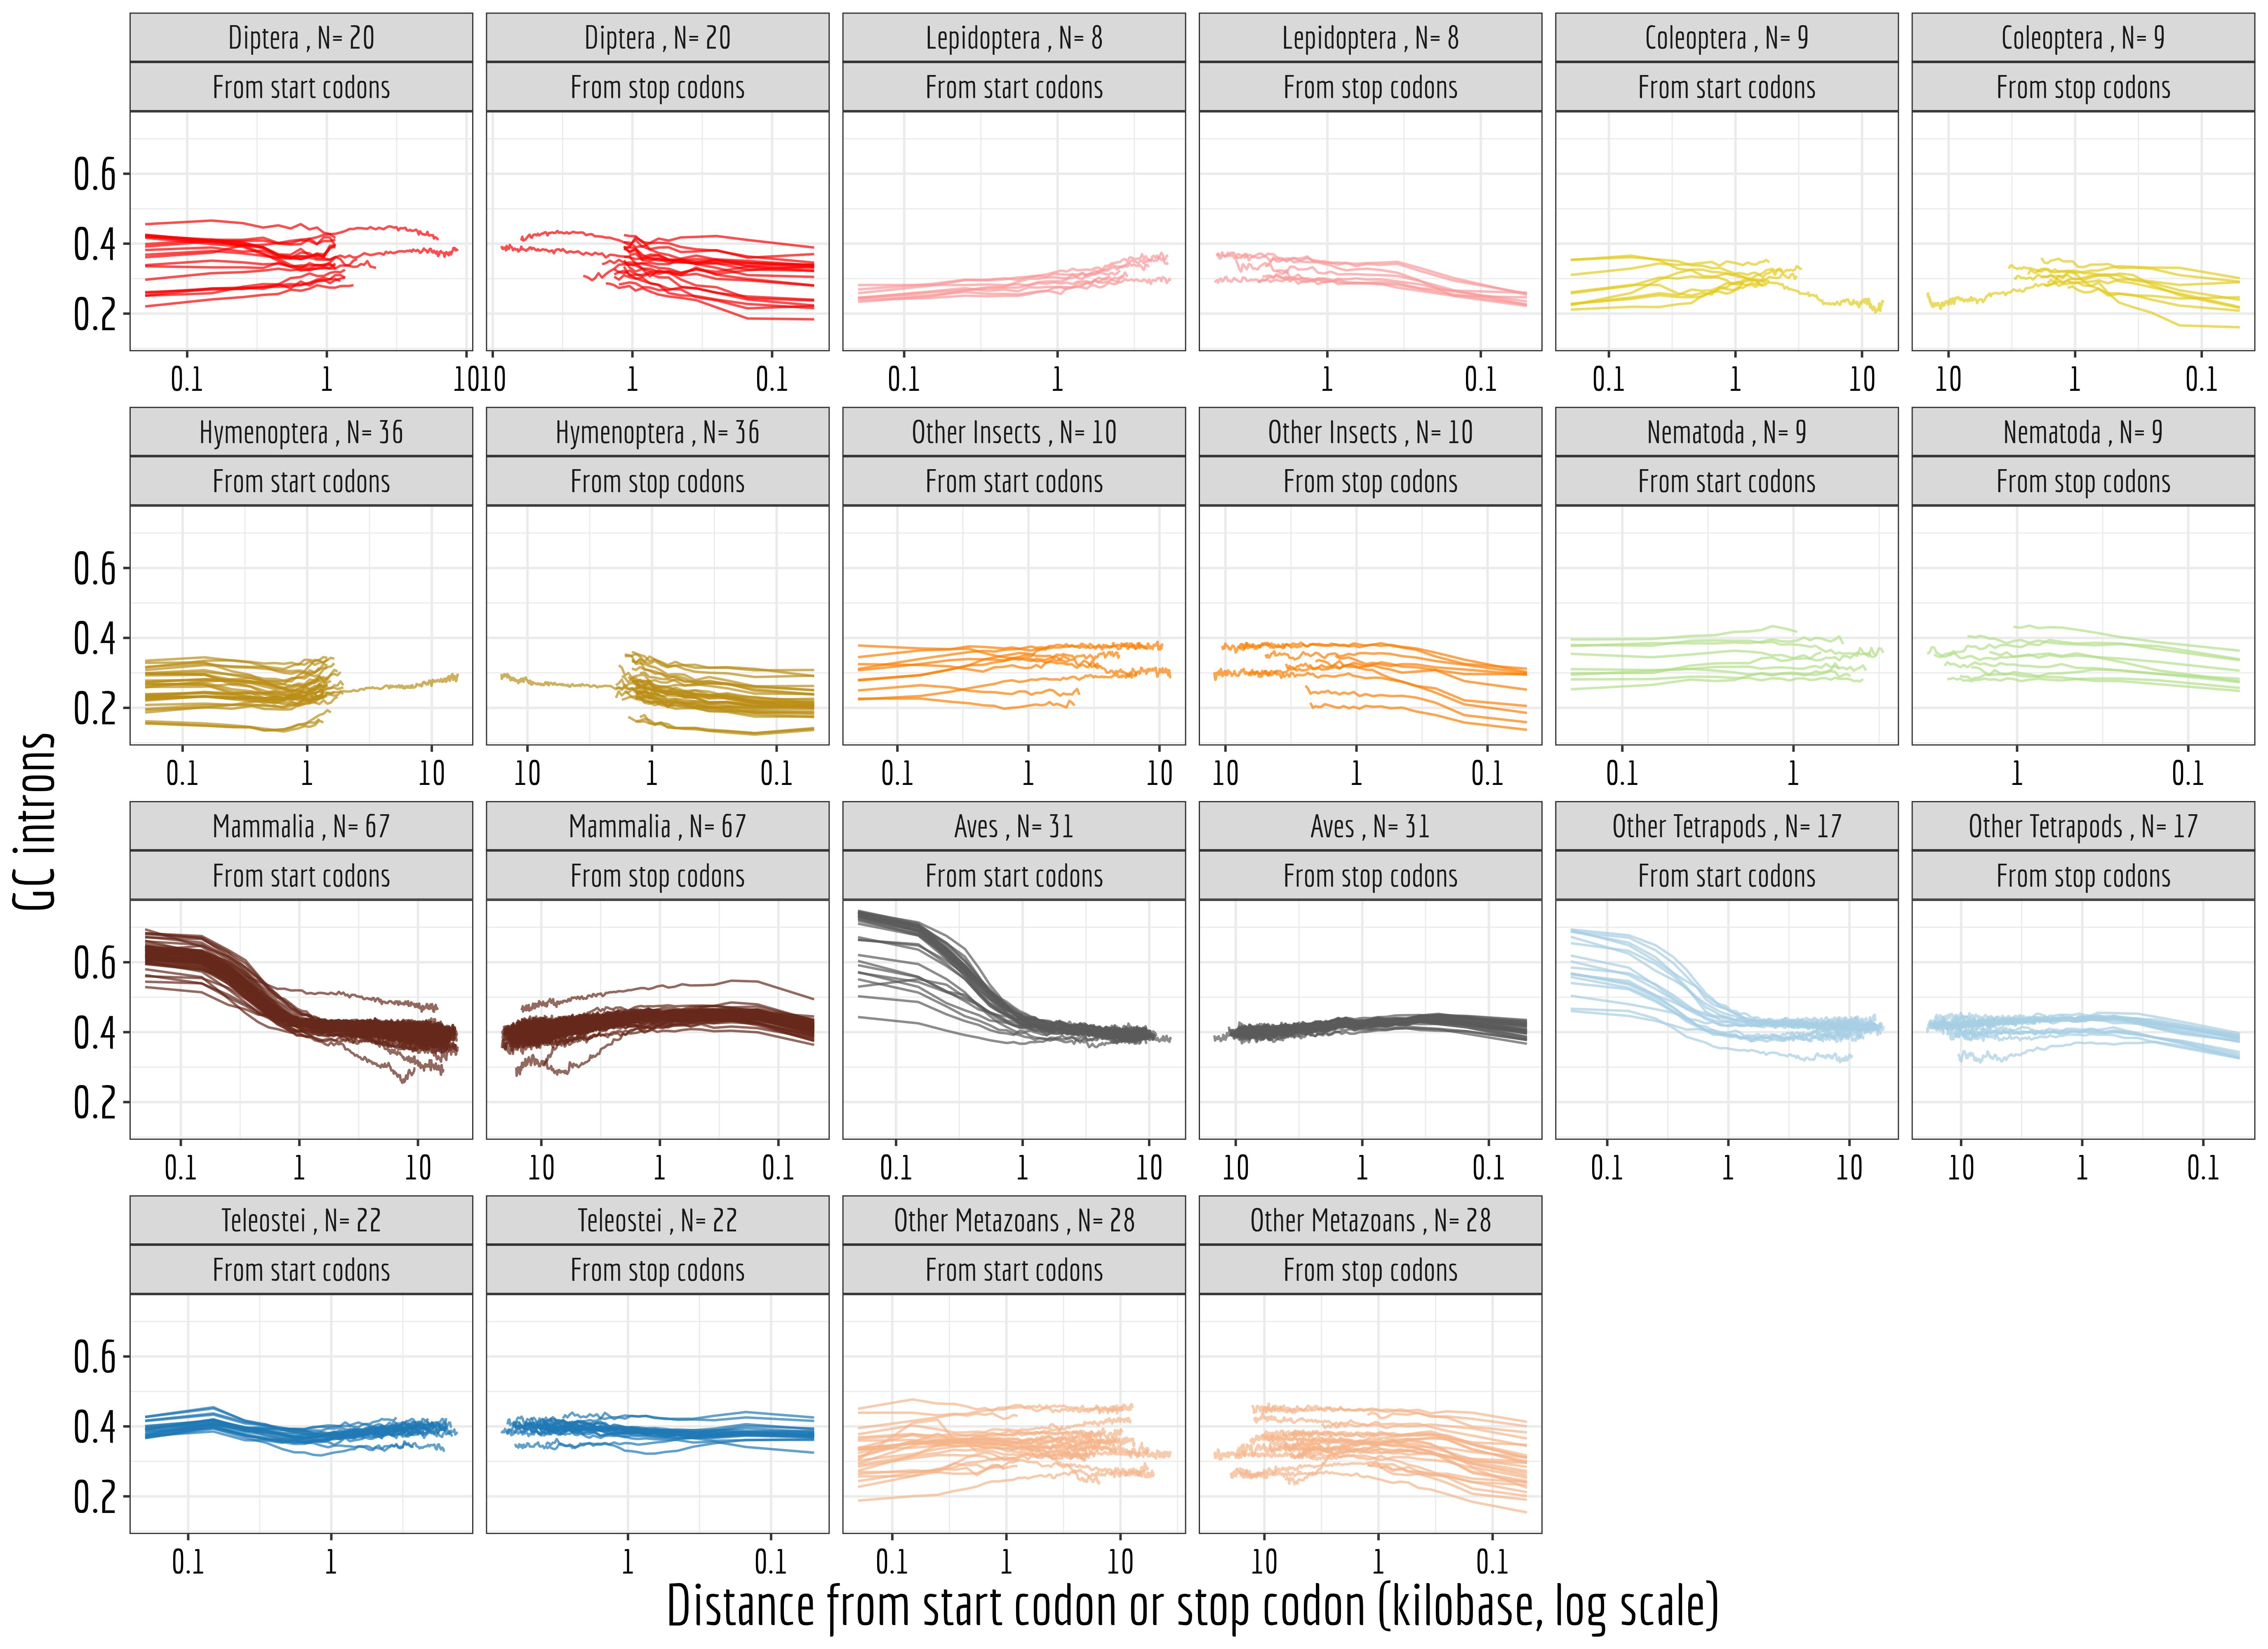 Diptera , N= 20
Diptera , N= 20
Lepidoptera , N= 8
Lepidoptera , N= 8
Coleoptera , N= 9
Coleoptera , N= 9
From start codons
From stop codons
From start codons
From stop codons
From start codons
From stop codons
0.6
0.4
0.2
0.1 1 10
10 1 0.1
0.1 1
1 0.1
0.1 1 10
10 1 0.1
Hymenoptera , N= 36
Hymenoptera , N= 36
Other Insects , N= 10
Other Insects , N= 10
Nematoda , N= 9
Nematoda , N= 9
From start codons
From stop codons
From start codons
From stop codons
From start codons
From stop codons
0.6
0.4
0.2
0.1 1 10
10 1 0.1
0.1 1 10
10 1 0.1
0.1 1
1 0.1
GC introns
Mammalia , N= 67
Mammalia , N= 67
Aves , N= 31
Aves , N= 31
Other Tetrapods , N= 17
Other Tetrapods , N= 17
From start codons
From stop codons
From start codons
From stop codons
From start codons
From stop codons
0.6
0.4
0.2
0.1 1 10
10 1 0.1
0.1 1 10
10 1 0.1
0.1 1 10
10 1 0.1
Teleostei , N= 22
Teleostei , N= 22
Other Metazoans , N= 28
Other Metazoans , N= 28
From start codons
From stop codons
From start codons
From stop codons
0.6
0.4
0.2
0.1 1
1 0.1
0.1 1 10
10 1 0.1
Distance from start codon or stop codon (kilobase, log scale)